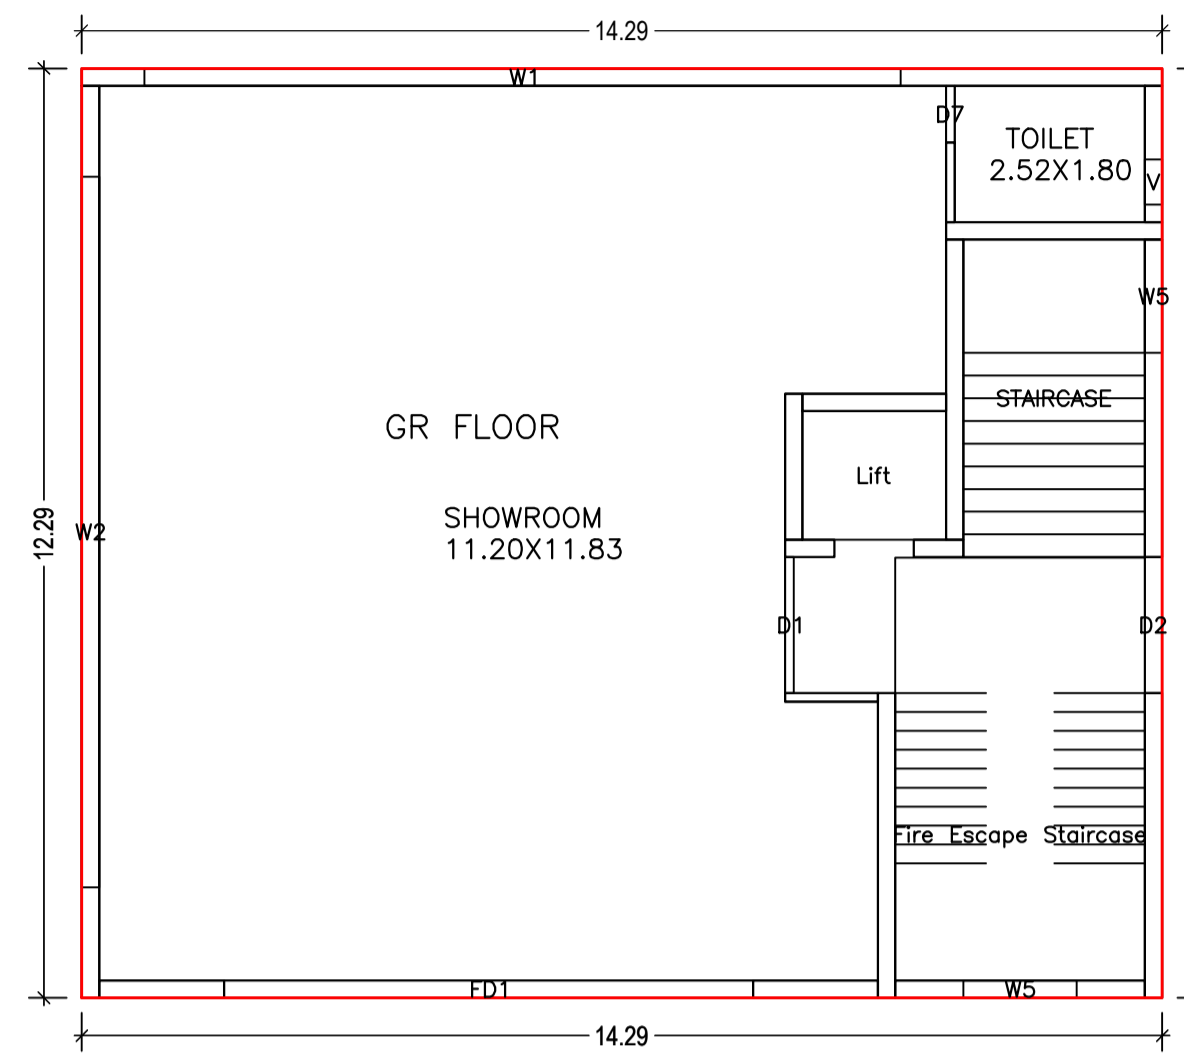 14.29
W1
D7
TOILET
2.52X1.80
V
W5
STAIRCASE
GR FLOOR
Lift
SHOWROOM
11.20X11.83
12.29
W2
D1
D2
Fire Escape Staircase
FD1
W5
14.29